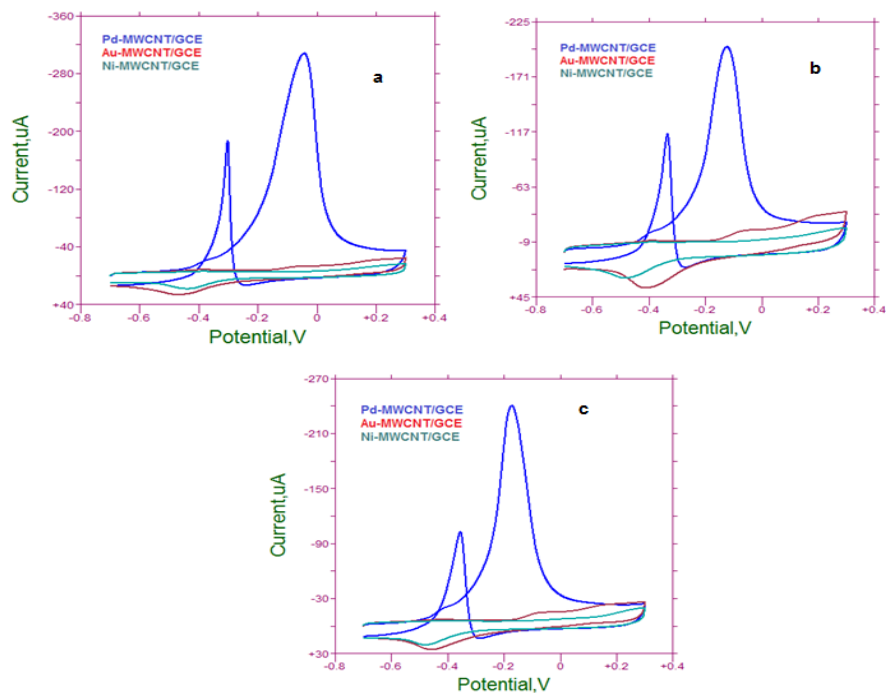 -360
-280
-200
-120
-40
+40
Current,uA
Pd-MWCNT/GCE
Au-MWCNT/GCE
Ni-MWCNT/GCE
a
-0.8
-0.6
-0.4
-0.2
0
+0.2
+0.4
Potential,V
-225
-171
-117
-63
-9
+45
Current,uA
Pd-MWCNT/GCE
Au-MWCNT/GCE
Ni-MWCNT/GCE
b
-0.8
-0.6
-0.4
-0.2
0
+0.2
+0.4
Potential,V
-270
-210
-150
-90
-30
+30
Current,uA
Pd-MWCNT/GCE
Au-MWCNT/GCE
Ni-MWCNT/GCE
c
-0.8
-0.6
-0.4
-0.2
0
+0.2
+0.4
Potential,V